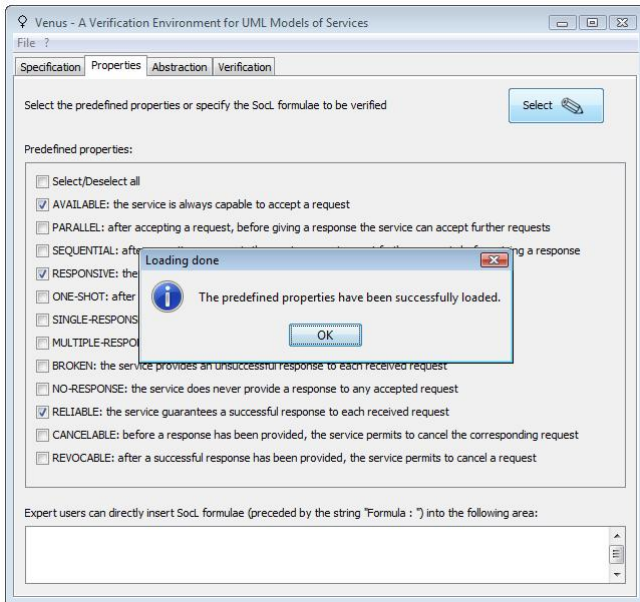 Venus - A Verification Environment for UML Models of Services
File ?
Specification Properties Abstraction Verification
Select the predefined properties or specify the SocL formulae to be verified
Select
Predefined properties:
Select/Deselect all
AVAILABLE: the service is always capable to accept a request
PARALLEL: after accepting a request, before giving a response the service can accept further requests
SEQUENTIAL: after a response
RESPONSIVE: the
ONE-SHOT: after
SINGLE-RESPONS
MULTIPLE-RESPO
Loading done
The predefined properties have been successfully loaded.
OK
BROKEN: the service provides an unsuccessful response to each received request
NO-RESPONSE: the service does never provide a response to any accepted request
RELIABLE: the service guarantees a successful response to each received request
CANCELABLE: before a response has been provided, the service permits to cancel the corresponding request
REVOCABLE: after a successful response has been provided, the service permits to cancel a request
Expert users can directly insert SocL formulae (preceded by the string "Formula : ") into the following area: